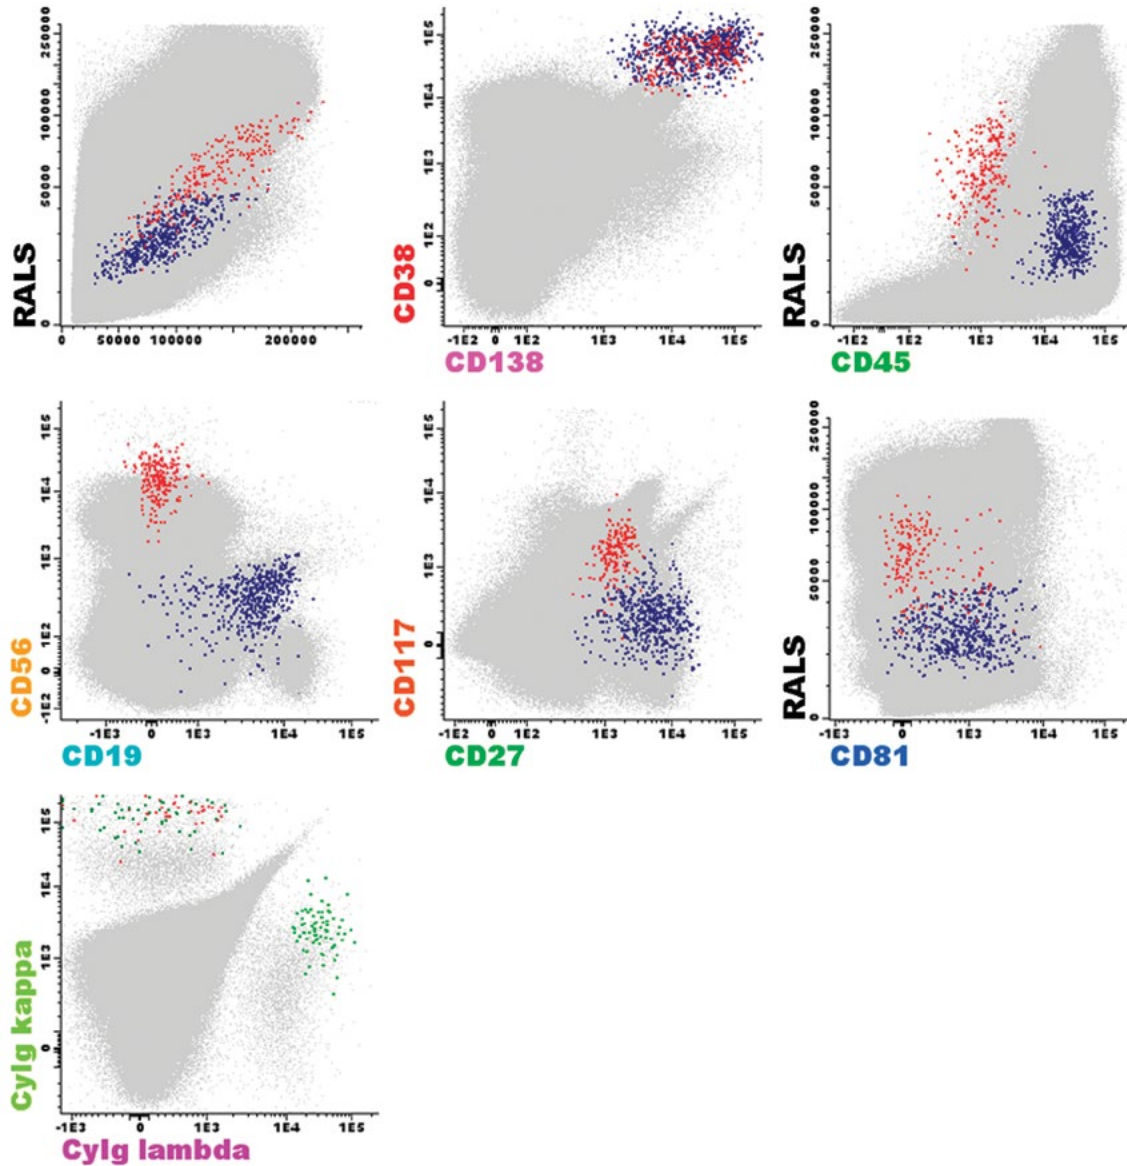 250000
100000
50000
0
RALS
0 50000 100000 200000
1E5
1E4
1E3
1E2
0
CD38
-1E2 0 1E2 1E3 1E4 1E5
CD138
250000
100000
50000
0
RALS
-1E2 1E2 1E3 1E4 1E5
CD45
1E5
1E4
1E3
1E2
0
-1E2
CD56
-1E3 0 1E3 1E4 1E5
CD19
1E5
1E4
1E3
0
CD117
-1E2 0 1E3 1E4 1E5
CD27
250000
100000
50000
0
RALS
-1E3 0 1E3 1E4 1E5
CD81
1E5
1E4
1E3
0
CyIg kappa
-1E3 0 1E3 1E4 1E5
CyIg lambda